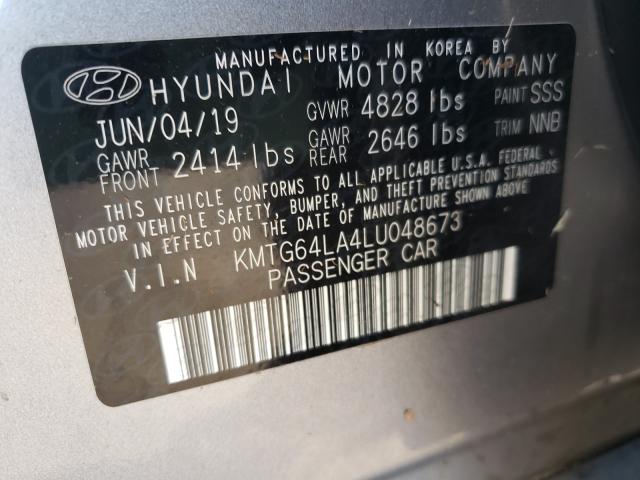 MANUFACTURED IN KOREA BY
HYUNDAI MOTOR COMPANY
JUN/04/19 GVWR 4828 lbs PAINT SSS
GAWR FRONT 2414 lbs GAWR REAR 2646 lbs TRIM NNB
THIS VEHICLE CONFORMS TO ALL APPLICABLE U.S.A. FEDERAL
MOTOR VEHICLE SAFETY, BUMPER, AND THEFT PREVENTION STANDARDS
IN EFFECT ON THE DATE OF MANUFACTURE SHOWN ABOVE
V.I.N KMTG64LA4LU048673
PASSENGER CAR